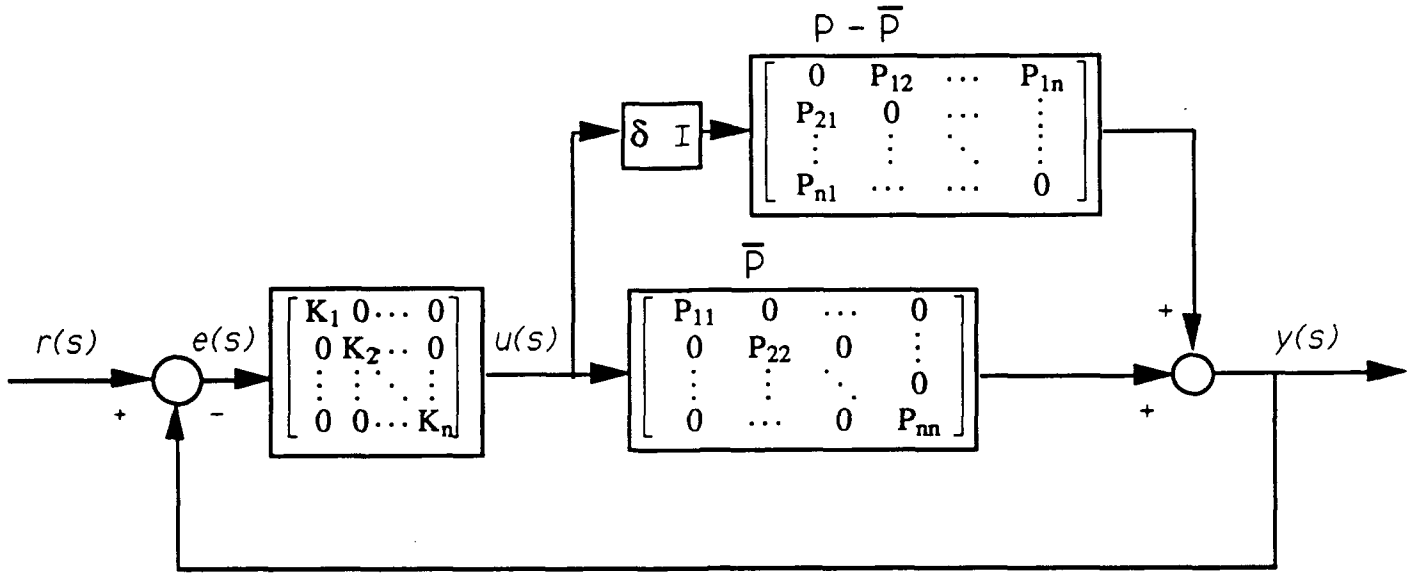 P - P̅
0 P₁₂ ⋯ P₁ₙ
P₂₁ 0 ⋯ ⋮
⋮ ⋮ ⋱ ⋮
Pₙ₁ ⋯ ⋯ 0
δ I
P̅
P₁₁ 0 ⋯ 0
0 P₂₂ 0 ⋮
⋮ ⋮ ⋱ 0
0 ⋯ 0 Pₙₙ
K₁ 0 ⋯ 0
0 K₂ ⋯ 0
⋮ ⋮ ⋱ ⋮
0 0 ⋯ Kₙ
r(s)
e(s)
u(s)
y(s)
+
-
+
+